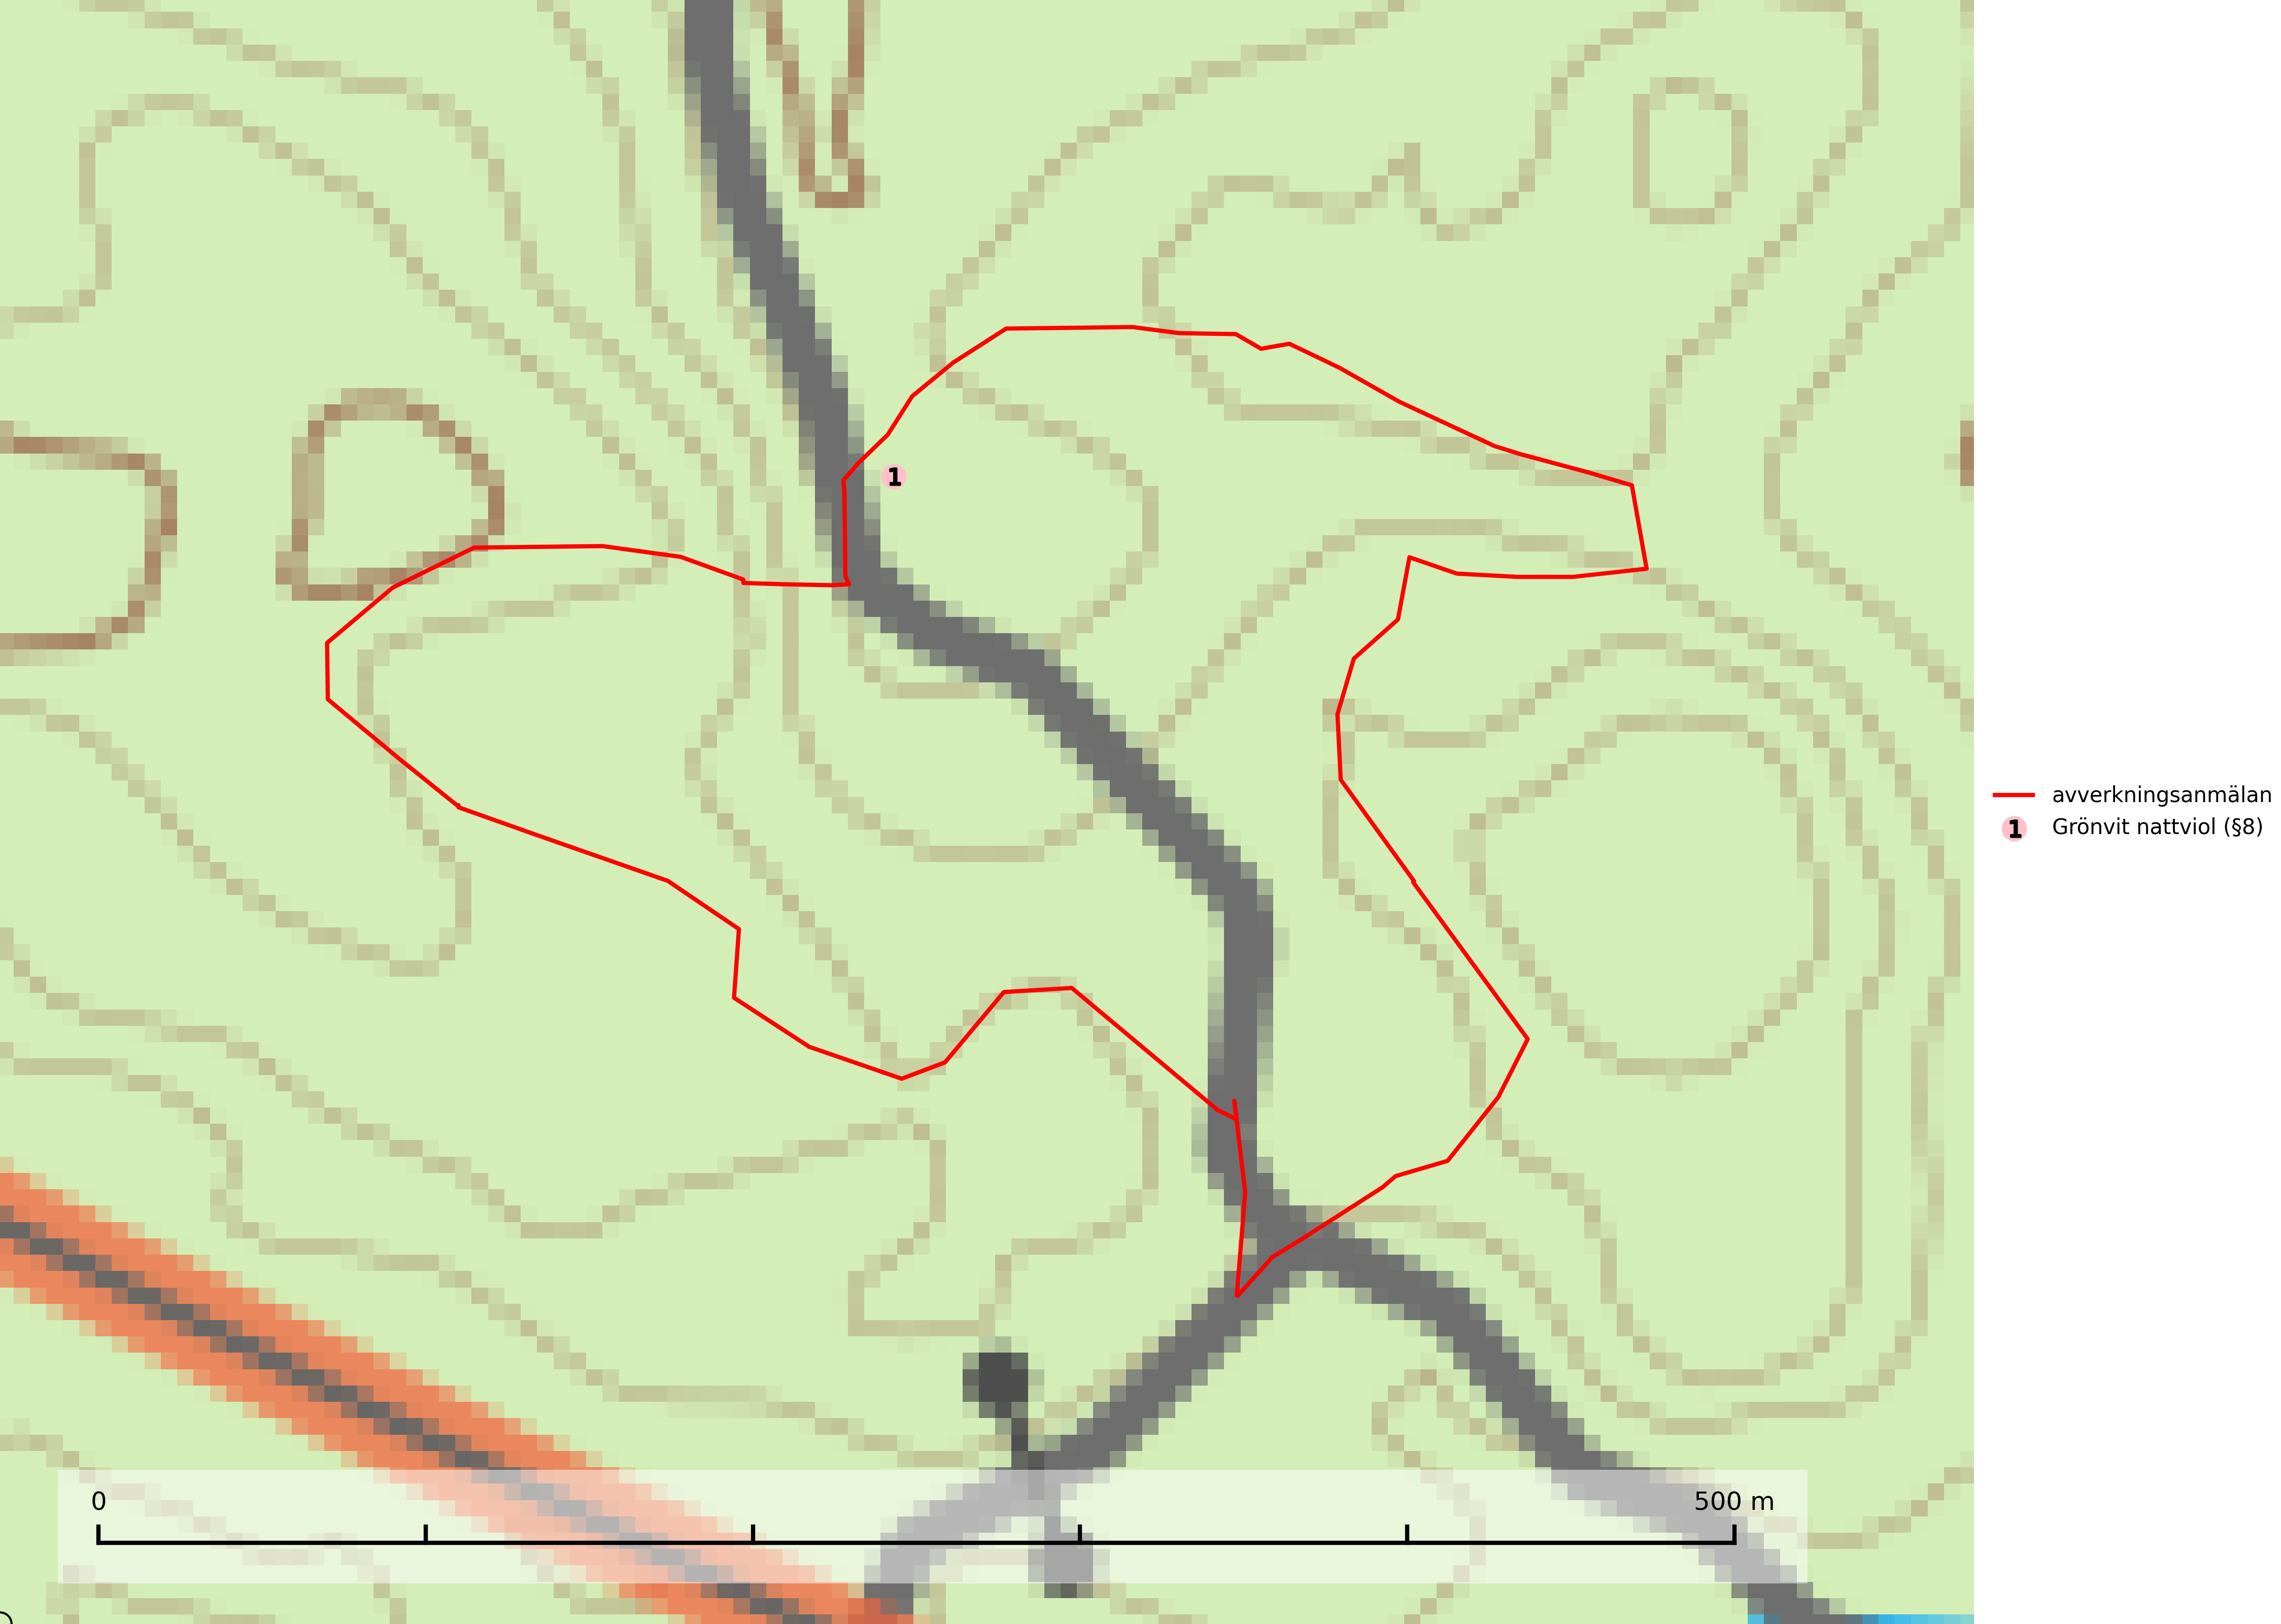 1
avverkningsanmälan
1 Grönvit nattviol (§8)
0 500 m